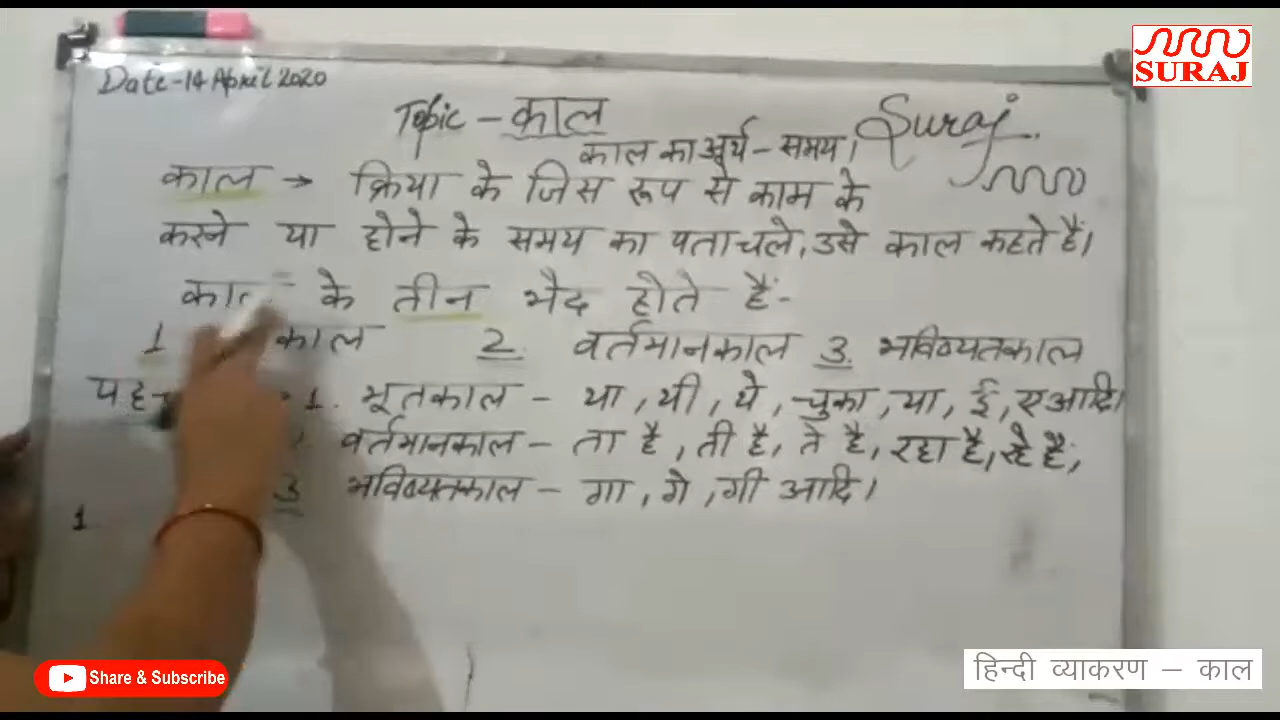 SURAJ
Date-14 April 2020
Topic - काल
Suraj
काल का अर्थ - समय।
काल → क्रिया के जिस रूप से काम के
करने या होने के समय का पता चले, उसे काल कहते हैं।
के तीन भेद होते हैं-
1 काल 2. वर्तमानकाल 3. भविष्यतकाल
1. भूतकाल - था, थी, थे, चुका, या, ई, ए आदि।
वर्तमानकाल - ता है, ती है, ते है, रहा है, रहे हैं,
3 भविष्यतकाल - गा, गे, गी आदि।
1
Share & Subscribe
हिन्दी व्याकरण – काल